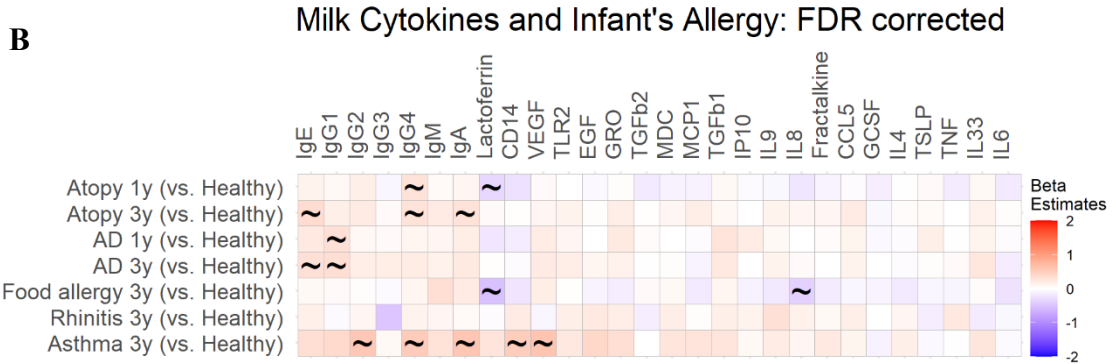 B
Milk Cytokines and Infant's Allergy: FDR corrected
IgE
IgG1
IgG2
IgG3
IgG4
IgM
IgA
Lactoferrin
CD14
VEGF
TLR2
EGF
GRO
TGFb2
MDC
MCP1
TGFb1
IP10
IL9
IL8
Fractalkine
CCL5
GCSF
IL4
TSLP
TNF
IL33
IL6
Atopy 1y (vs. Healthy) ~ ~
Atopy 3y (vs. Healthy) ~ ~ ~
AD 1y (vs. Healthy) ~
AD 3y (vs. Healthy) ~ ~
Food allergy 3y (vs. Healthy) ~ ~
Rhinitis 3y (vs. Healthy)
Asthma 3y (vs. Healthy) ~ ~ ~ ~ ~
Beta
Estimates
2
1
0
-1
-2